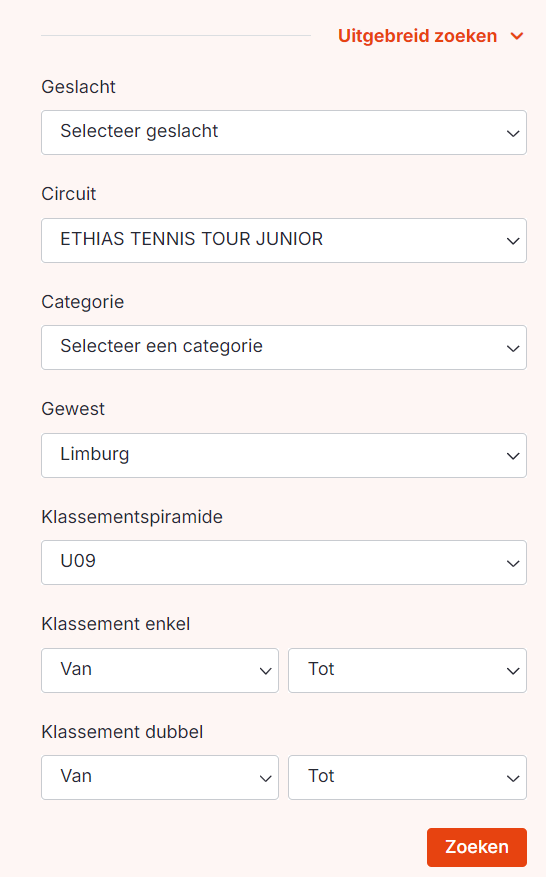 Uitgebreid zoeken
Geslacht
Selecteer geslacht
Circuit
ETHIAS TENNIS TOUR JUNIOR
Categorie
Selecteer een categorie
Gewest
Limburg
Klassementspiramide
U09
Klassement enkel
Van Tot
Klassement dubbel
Van Tot
Zoeken